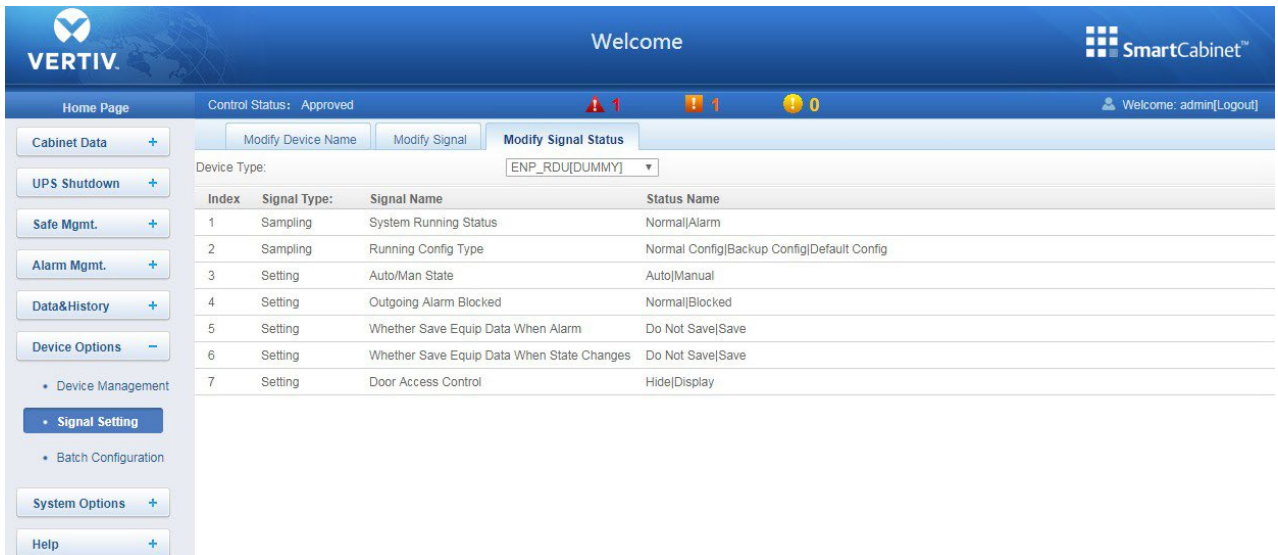 VERTIV.
Welcome
SmartCabinet™
Home Page
Control Status: Approved
1
1
0
Welcome: admin[Logout]
Cabinet Data +
UPS Shutdown +
Safe Mgmt. +
Alarm Mgmt. +
Data&History +
Device Options −
• Device Management
• Signal Setting
• Batch Configuration
System Options +
Help +
Modify Device Name Modify Signal Modify Signal Status
Device Type: ENP_RDU[DUMMY]
Index Signal Type: Signal Name Status Name
1 Sampling System Running Status Normal|Alarm
2 Sampling Running Config Type Normal Config|Backup Config|Default Config
3 Setting Auto/Man State Auto|Manual
4 Setting Outgoing Alarm Blocked Normal|Blocked
5 Setting Whether Save Equip Data When Alarm Do Not Save|Save
6 Setting Whether Save Equip Data When State Changes Do Not Save|Save
7 Setting Door Access Control Hide|Display